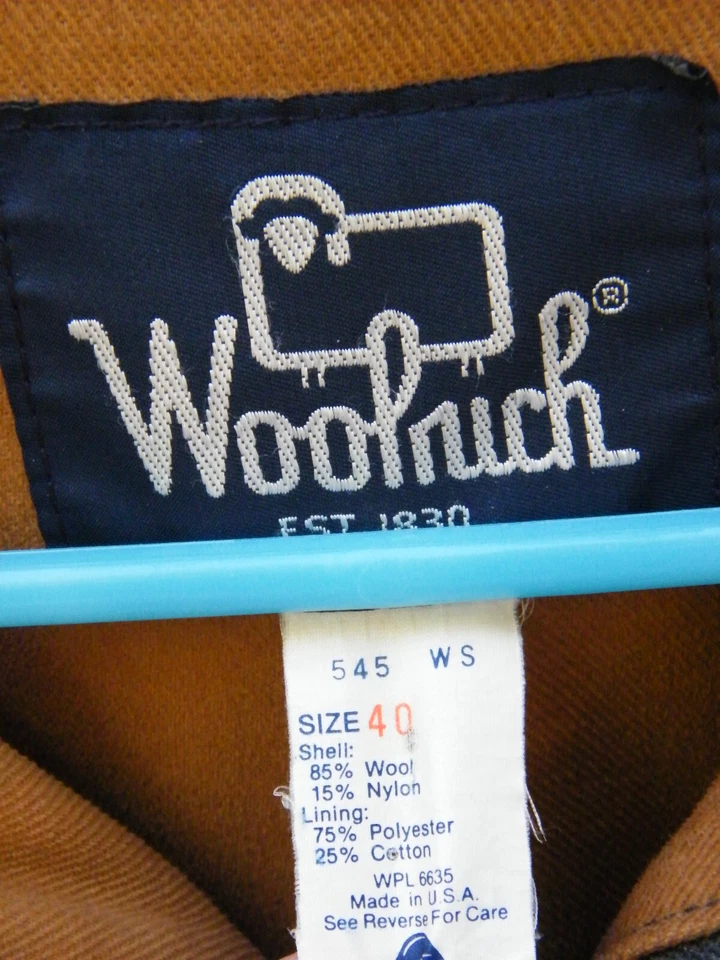 Woolrich®
EST. 1830
545 WS
SIZE 40
Shell:
85% Wool
15% Nylon
Lining:
75% Polyester
25% Cotton
WPL 6635
Made in U.S.A.
See Reverse For Care